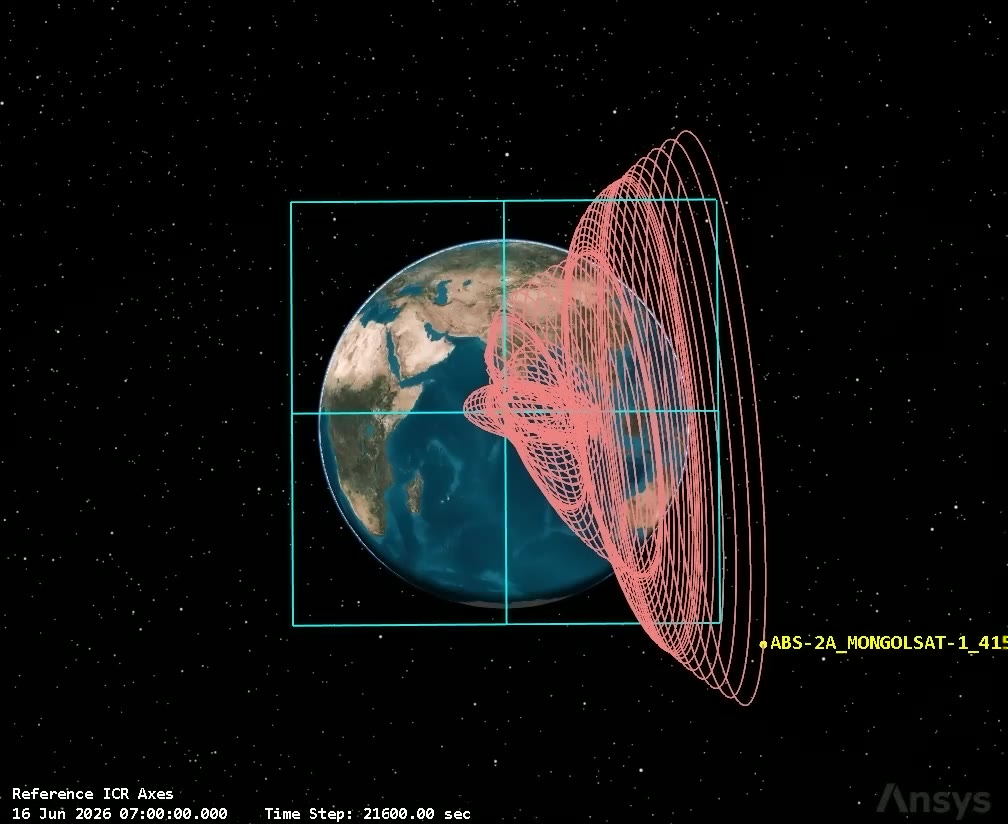 ABS-2A_MONGOLSAT-1_415
Reference ICR Axes
16 Jun 2026 07:00:00.000 Time Step: 21600.00 sec
Ansys